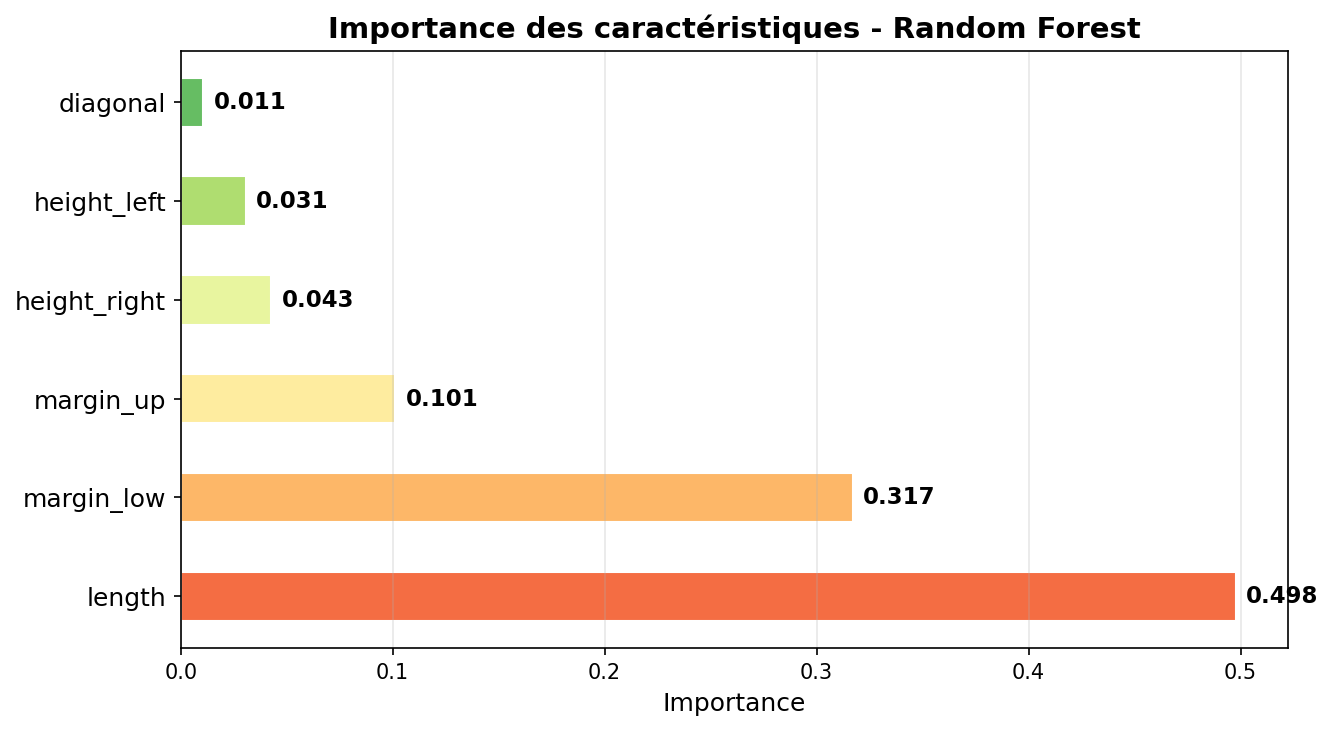 Importance des caractéristiques - Random Forest
diagonal 0.011
height_left 0.031
height_right 0.043
margin_up 0.101
margin_low 0.317
length 0.498
0.0 0.1 0.2 0.3 0.4 0.5
Importance